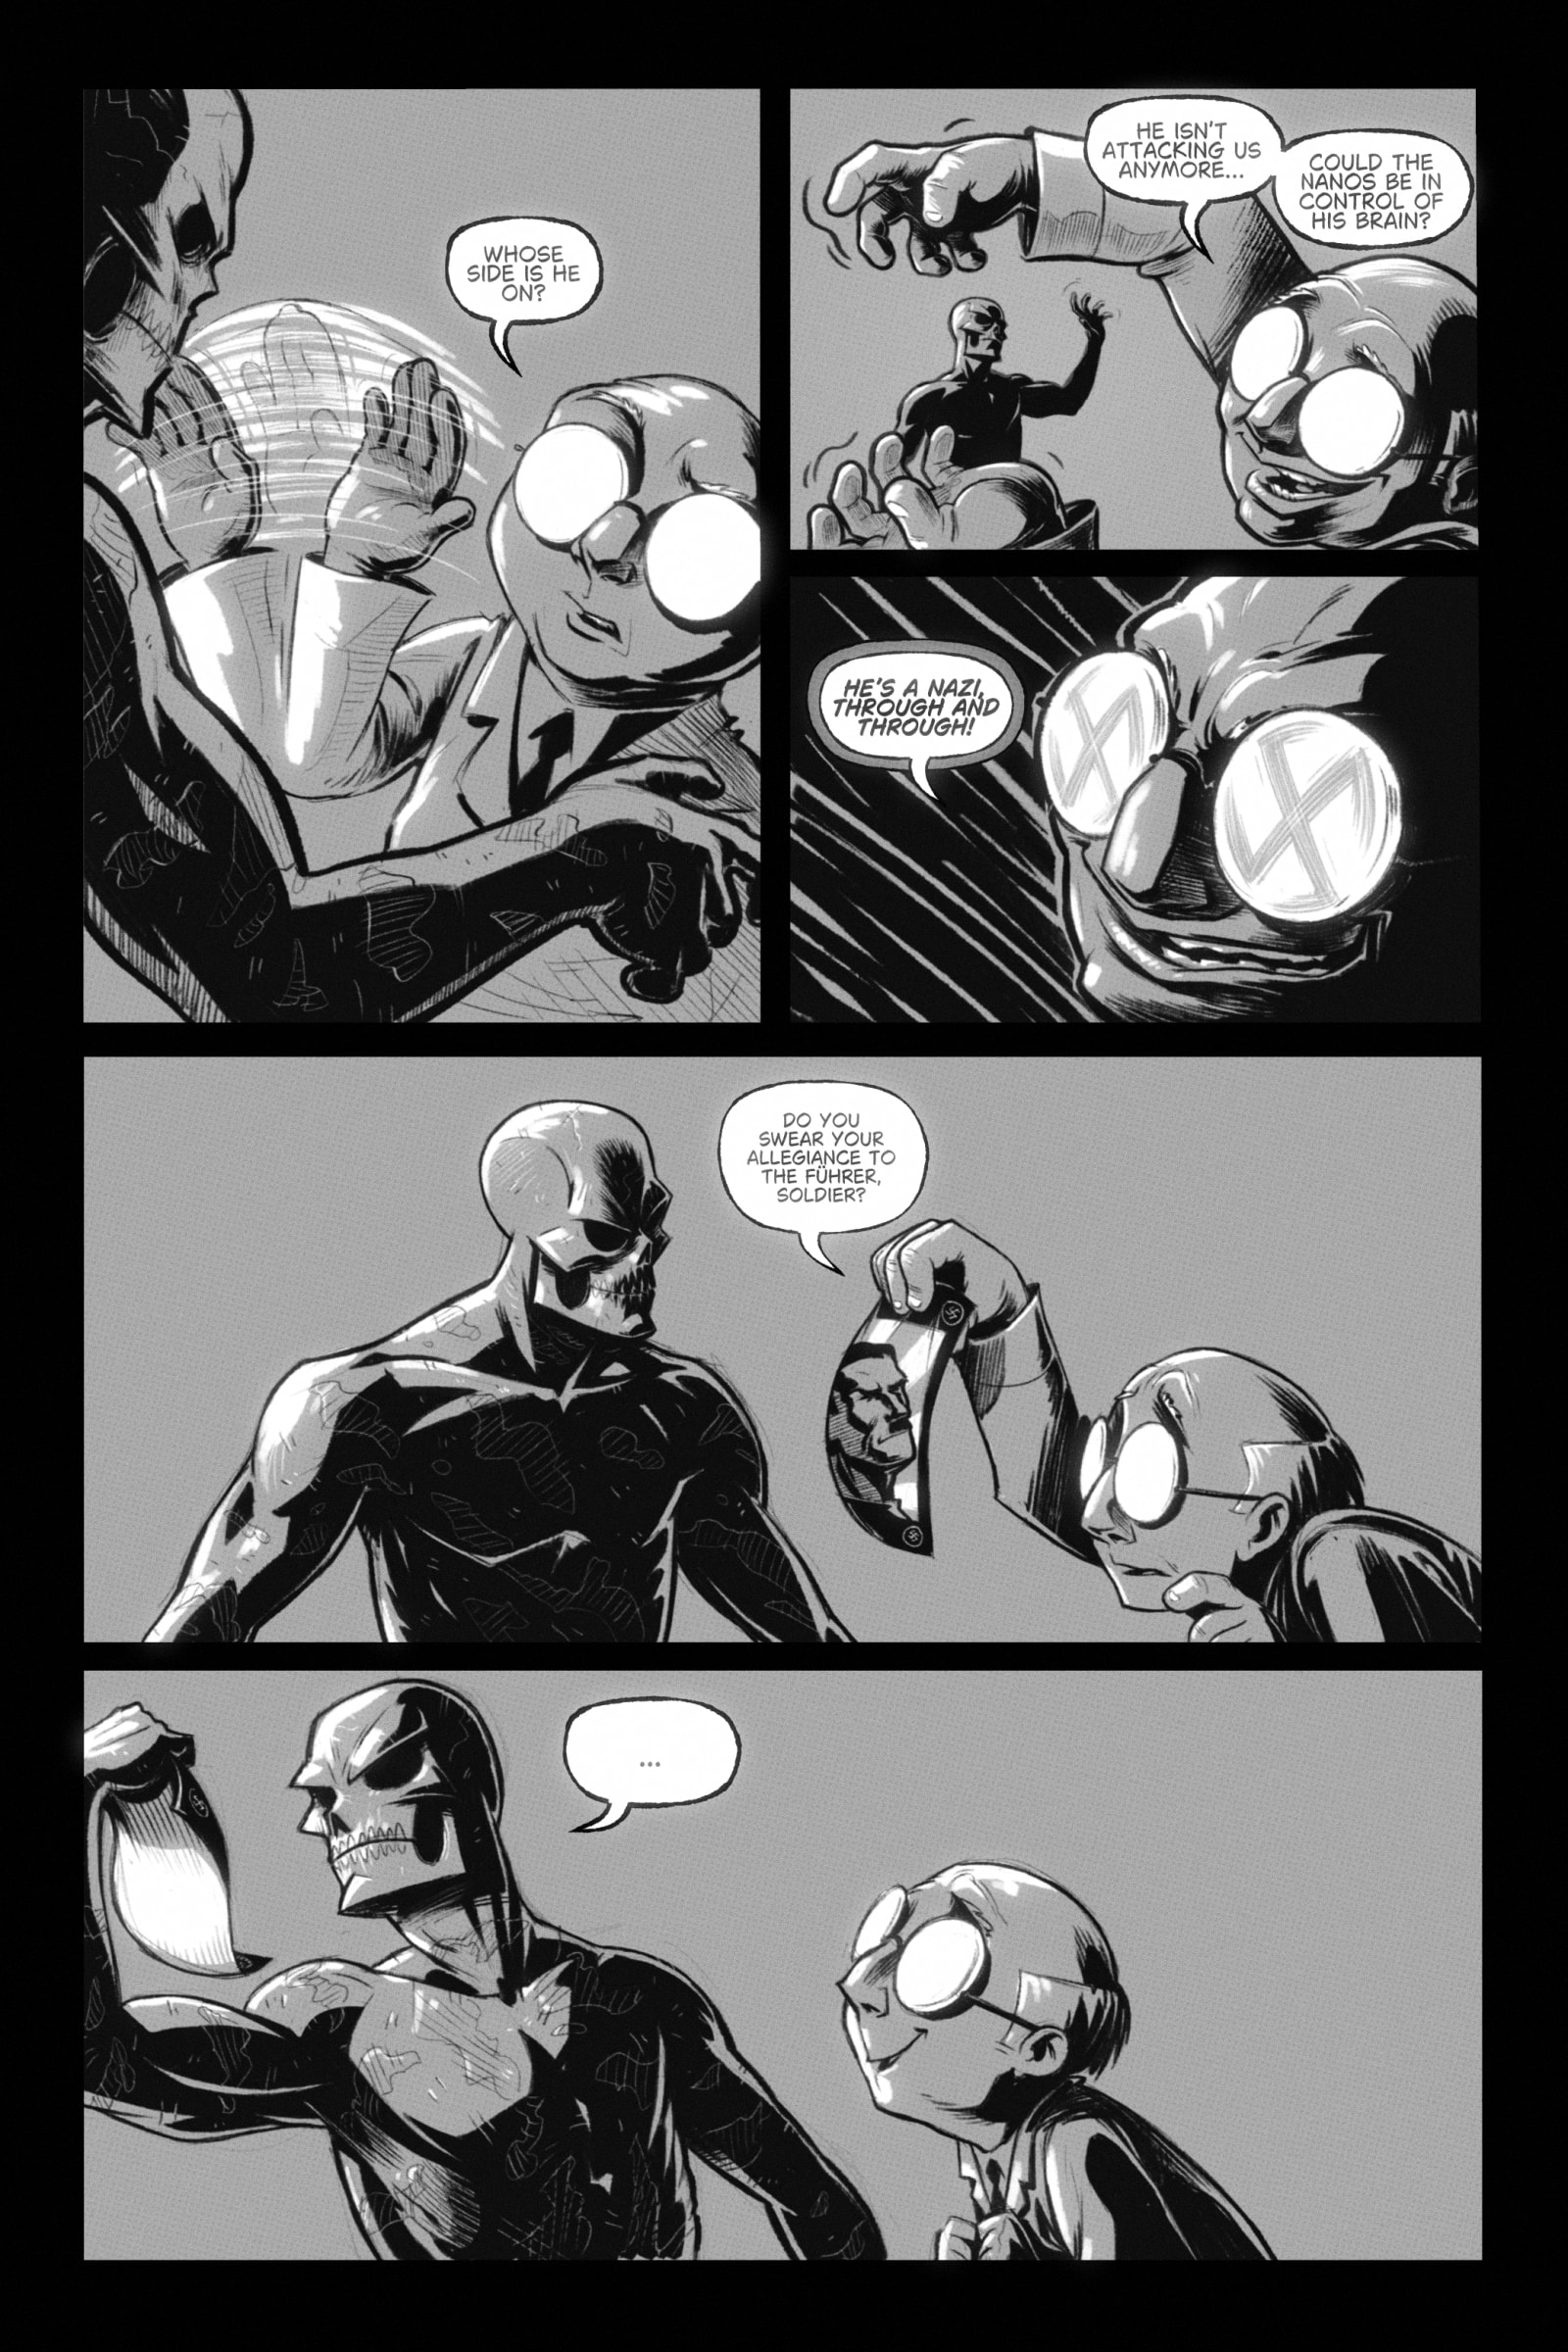 WHOSE
SIDE IS HE
ON?
HE ISN'T
ATTACKING US
ANYMORE...
COULD THE
NANOS BE IN
CONTROL OF
HIS BRAIN?
HE'S A NAZI,
THROUGH AND
THROUGH!
DO YOU
SWEAR YOUR
ALLEGIANCE TO
THE FÜHRER,
SOLDIER?
...